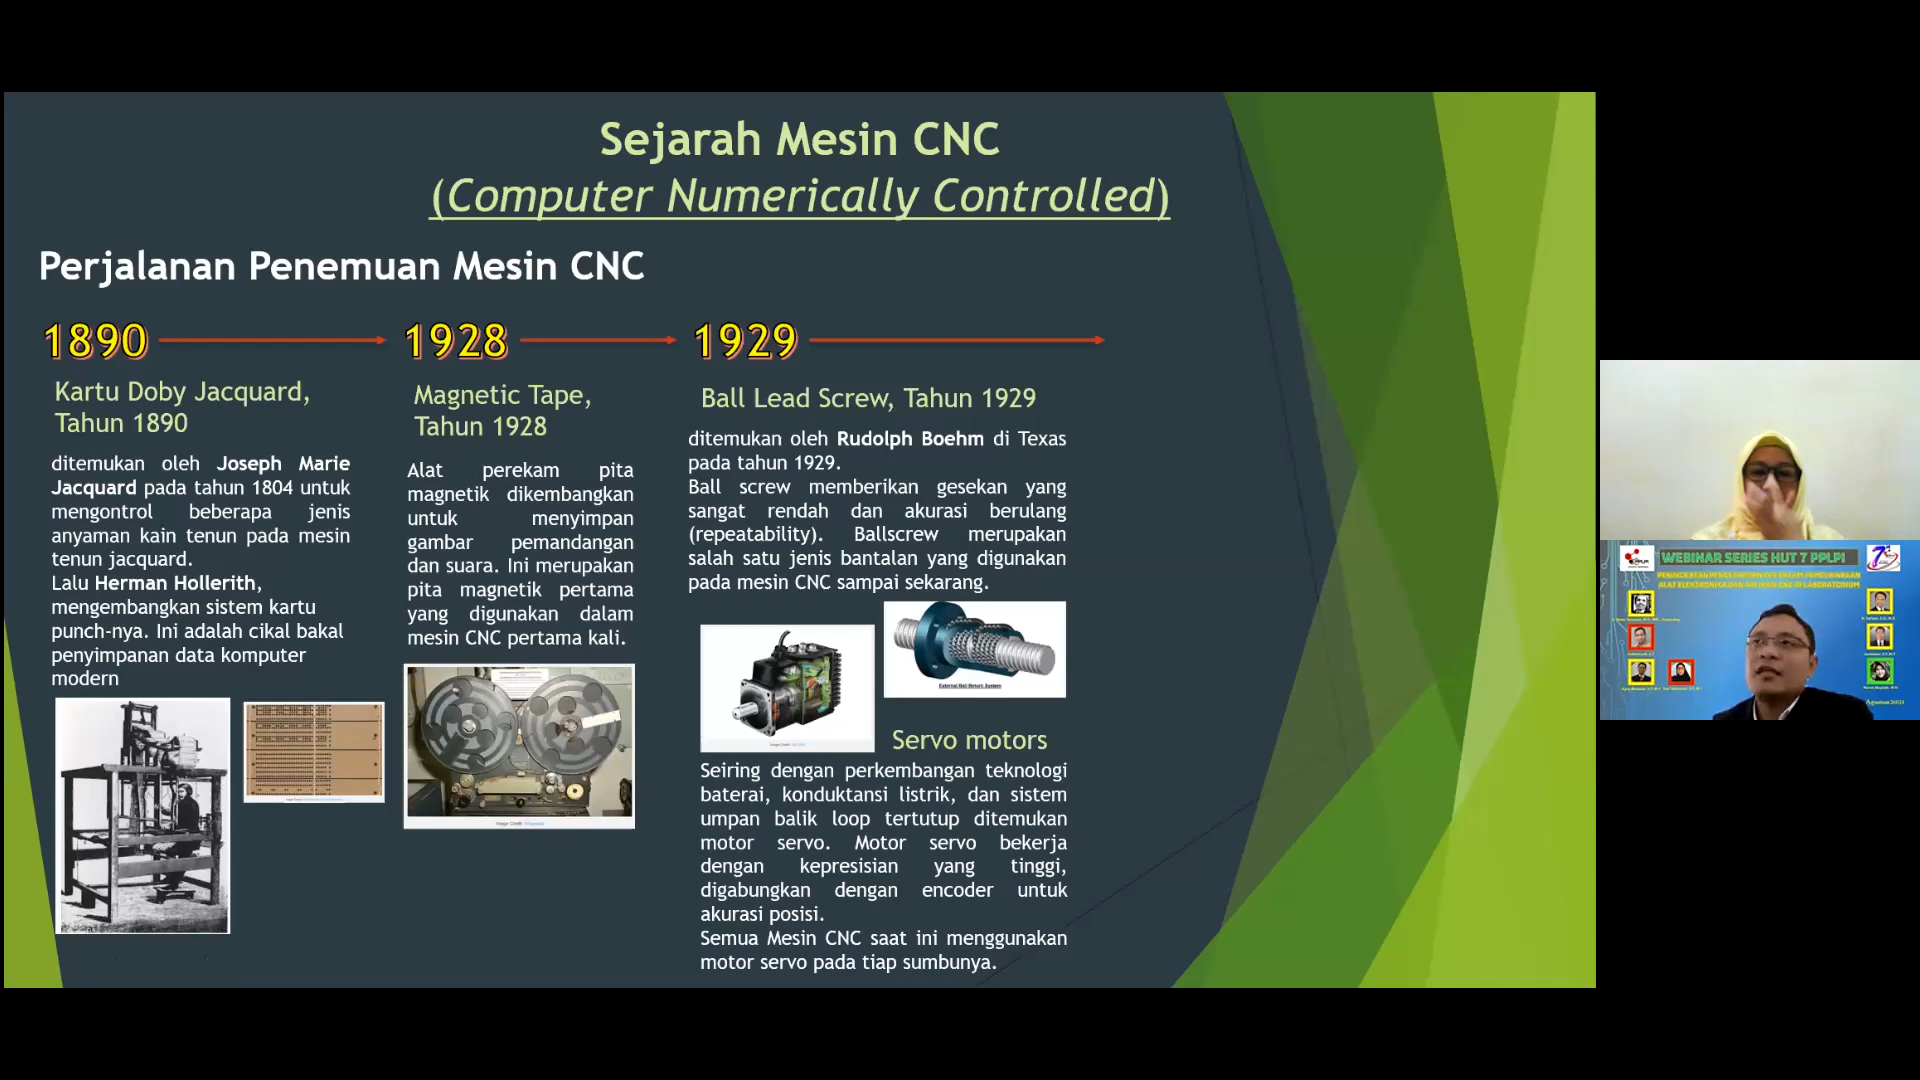 Sejarah Mesin CNC
(Computer Numerically Controlled)
Perjalanan Penemuan Mesin CNC
1890
Kartu Doby Jacquard,
Tahun 1890
ditemukan oleh Joseph Marie
Jacquard pada tahun 1804 untuk
mengontrol beberapa jenis
anyaman kain tenun pada mesin
tenun jacquard.
Lalu Herman Hollerith,
mengembangkan sistem kartu
punch-nya. Ini adalah cikal bakal
penyimpanan data komputer
modern
1928
Magnetic Tape,
Tahun 1928
Alat perekam pita
magnetik dikembangkan
untuk menyimpan
gambar pemandangan
dan suara. Ini merupakan
pita magnetik pertama
yang digunakan dalam
mesin CNC pertama kali.
1929
Ball Lead Screw, Tahun 1929
ditemukan oleh Rudolph Boehm di Texas
pada tahun 1929.
Ball screw memberikan gesekan yang
sangat rendah dan akurasi berulang
(repeatability). Ballscrew merupakan
salah satu jenis bantalan yang digunakan
pada mesin CNC sampai sekarang.
External Ball Return System
Servo motors
Seiring dengan perkembangan teknologi
baterai, konduktansi listrik, dan sistem
umpan balik loop tertutup ditemukan
motor servo. Motor servo bekerja
dengan kepresisian yang tinggi,
digabungkan dengan encoder untuk
akurasi posisi.
Semua Mesin CNC saat ini menggunakan
motor servo pada tiap sumbunya.
WEBINAR SERIES HUT 7 PPLPI
Agustus 2021